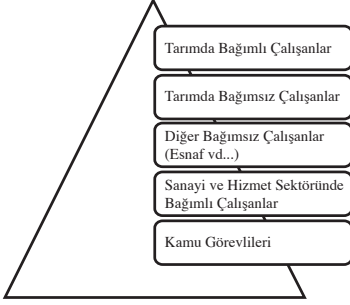 Tarımda Bağımlı Çalışanlar
Tarımda Bağımsız Çalışanlar
Diğer Bağımsız Çalışanlar
(Esnaf vd...)
Sanayi ve Hizmet Sektöründe
Bağımlı Çalışanlar
Kamu Görevlileri